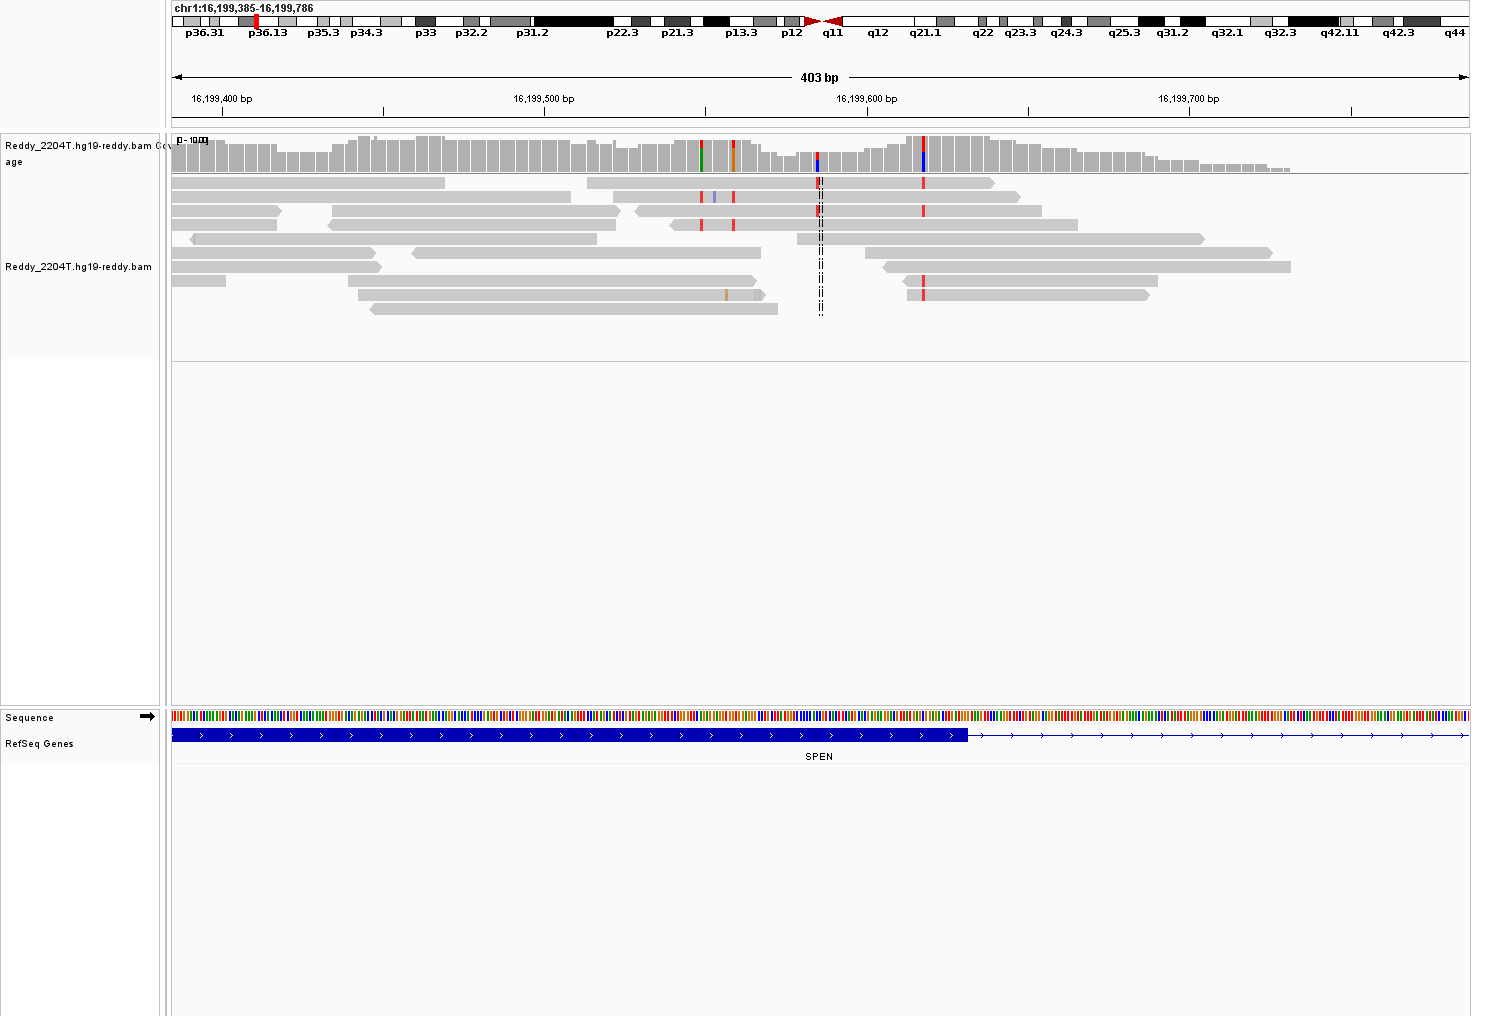 chr1:16,199,385-16,199,786
p36.31 p36.13 p35.3 p34.3 p33 p32.2 p31.2 p22.3 p21.3 p13.3 p12 q11 q12 q21.1 q22 q23.3 q24.3 q25.3 q31.2 q32.1 q32.3 q42.11 q42.3 q44
403 bp
16,199,400 bp 16,199,500 bp 16,199,600 bp 16,199,700 bp
Reddy_2204T.hg19-reddy.bam Cov
age
Reddy_2204T.hg19-reddy.bam
Sequence
RefSeq Genes
SPEN